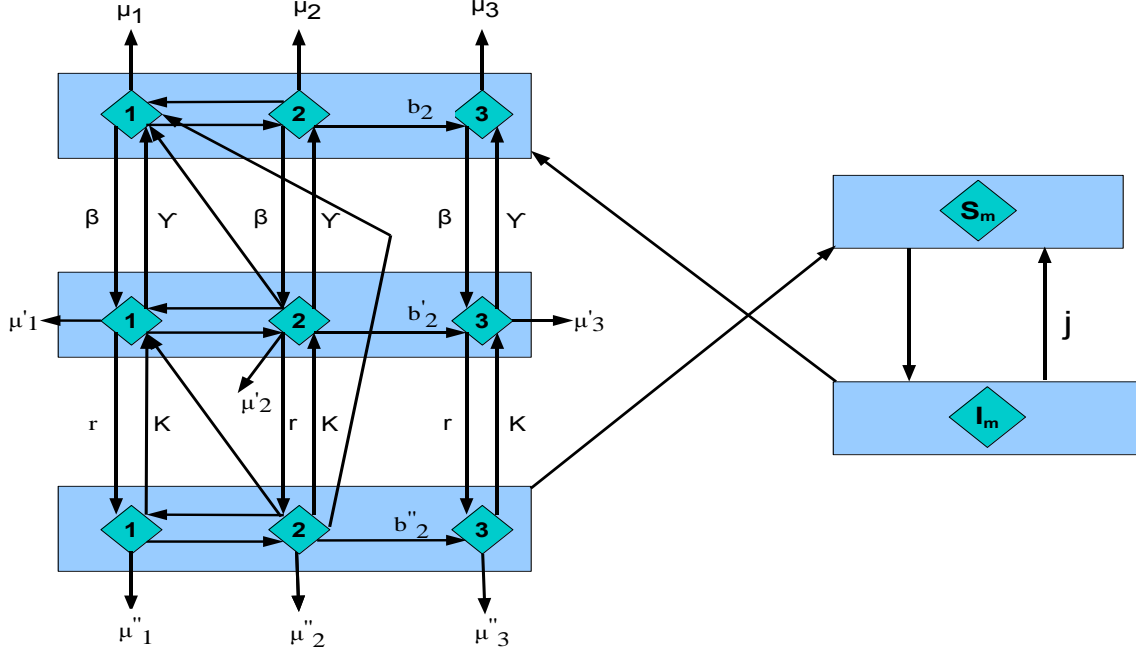 μ1 μ2 μ3
1 2 b2 3
β ϒ β ϒ β ϒ
Sm
μ'1 1 2 b'2 3 μ'3
j
μ'2
r K r K r K
Im
1 2 b"2 3
μ"1 μ"2 μ"3